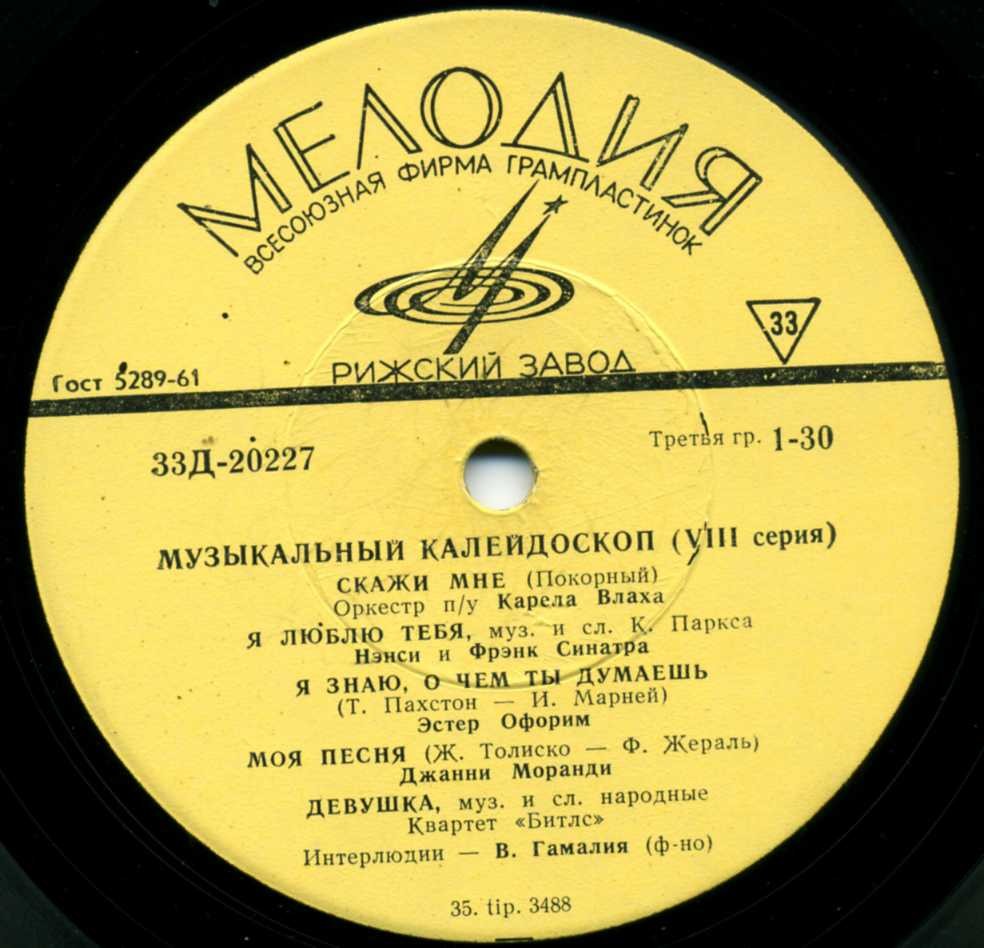 МЕЛОДИЯ
ВСЕСОЮЗНАЯ ФИРМА ГРАМПЛАСТИНОК
33
РИЖСКИЙ ЗАВОД
Гост 5289-61
33Д-20227
Третья гр. 1-30
МУЗЫКАЛЬНЫЙ КАЛЕЙДОСКОП (VIII серия)
СКАЖИ МНЕ (Покорный)
Оркестр п/у Карела Влаха
Я ЛЮБЛЮ ТЕБЯ, муз. и сл. К. Паркса
Нэнси и Фрэнк Синатра
Я ЗНАЮ, О ЧЕМ ТЫ ДУМАЕШЬ
(Т. Пахстон — И. Марней)
Эстер Офорим
МОЯ ПЕСНЯ (Ж. Толиско — Ф. Жераль)
Джанни Моранди
ДЕВУШКА, муз. и сл. народные
Квартет «Битлс»
Интерлюдии — В. Гамалия (ф-но)
35. tip. 3488